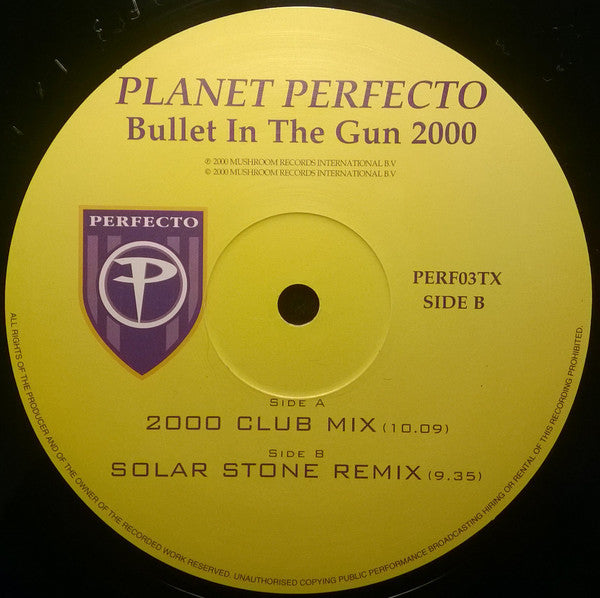 PLANET PERFECTO
Bullet In The Gun 2000
℗ 2000 MUSHROOM RECORDS INTERNATIONAL B.V
© 2000 MUSHROOM RECORDS INTERNATIONAL B.V
PERFECTO
P
PERF03TX
SIDE B
SIDE A
2000 CLUB MIX (10.09)
SIDE B
SOLAR STONE REMIX (9.35)
ALL RIGHTS OF THE PRODUCER AND OF THE OWNER OF THE RECORDED WORK RESERVED. UNAUTHORISED COPYING PUBLIC PERFORMANCE BROADCASTING HIRING OR RENTAL OF THIS RECORDING PROHIBITED.